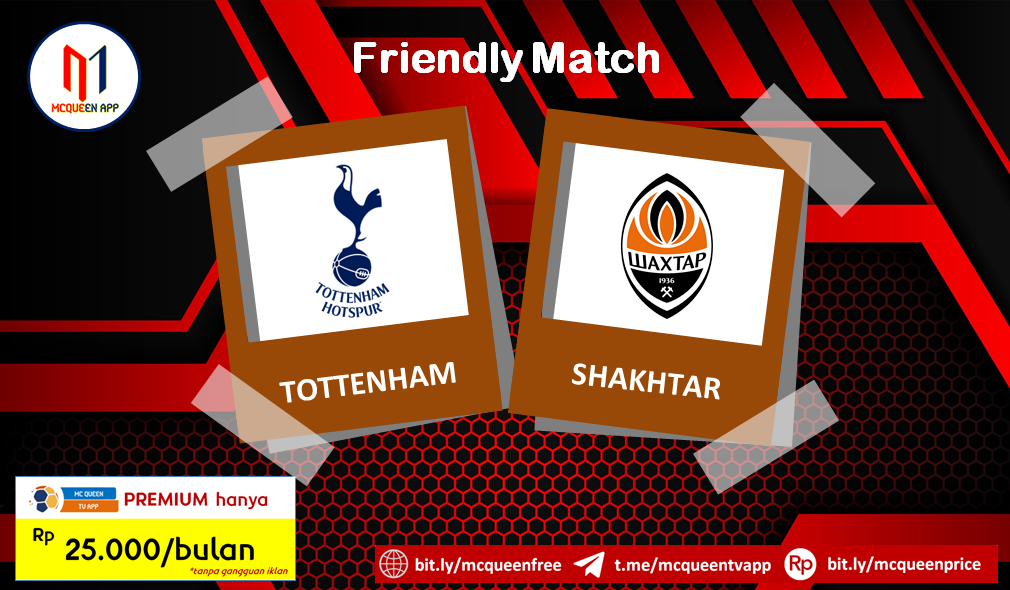 MCQUEEN APP
Friendly Match
TOTTENHAM
HOTSPUR
ШАХТАР
1936
TOTTENHAM
SHAKHTAR
MC QUEEN
TV APP
PREMIUM hanya
Rp 25.000/bulan
*tanpa gangguan iklan
bit.ly/mcqueenfree
t.me/mcqueentvapp
Rp
bit.ly/mcqueenprice